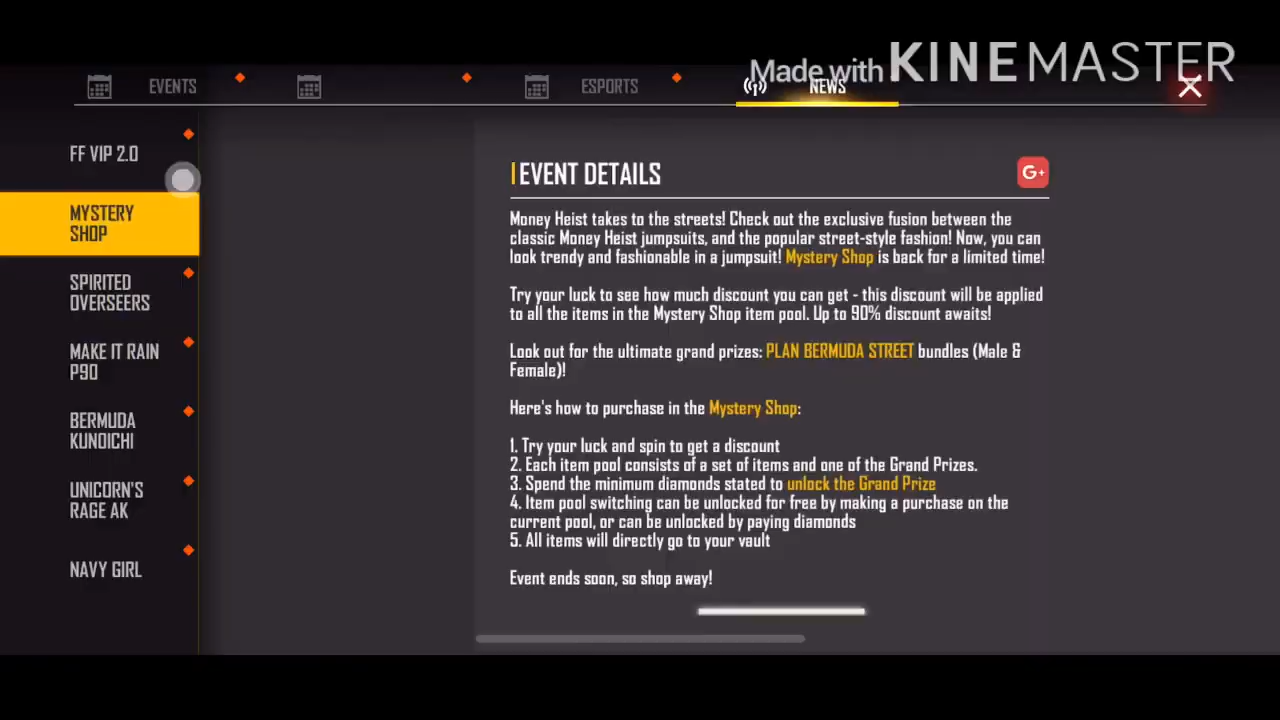 Made with KINEMASTER
EVENTS
ESPORTS
NEWS
FF VIP 2.0
MYSTERY
SHOP
SPIRITED
OVERSEERS
MAKE IT RAIN
P90
BERMUDA
KUNOICHI
UNICORN'S
RAGE AK
NAVY GIRL
EVENT DETAILS
G+
Money Heist takes to the streets! Check out the exclusive fusion between the
classic Money Heist jumpsuits, and the popular street-style fashion! Now, you can
look trendy and fashionable in a jumpsuit! Mystery Shop is back for a limited time!
Try your luck to see how much discount you can get - this discount will be applied
to all the items in the Mystery Shop item pool. Up to 90% discount awaits!
Look out for the ultimate grand prizes: PLAN BERMUDA STREET bundles (Male &
Female)!
Here's how to purchase in the Mystery Shop:
1. Try your luck and spin to get a discount
2. Each item pool consists of a set of items and one of the Grand Prizes.
3. Spend the minimum diamonds stated to unlock the Grand Prize
4. Item pool switching can be unlocked for free by making a purchase on the
current pool, or can be unlocked by paying diamonds
5. All items will directly go to your vault
Event ends soon, so shop away!